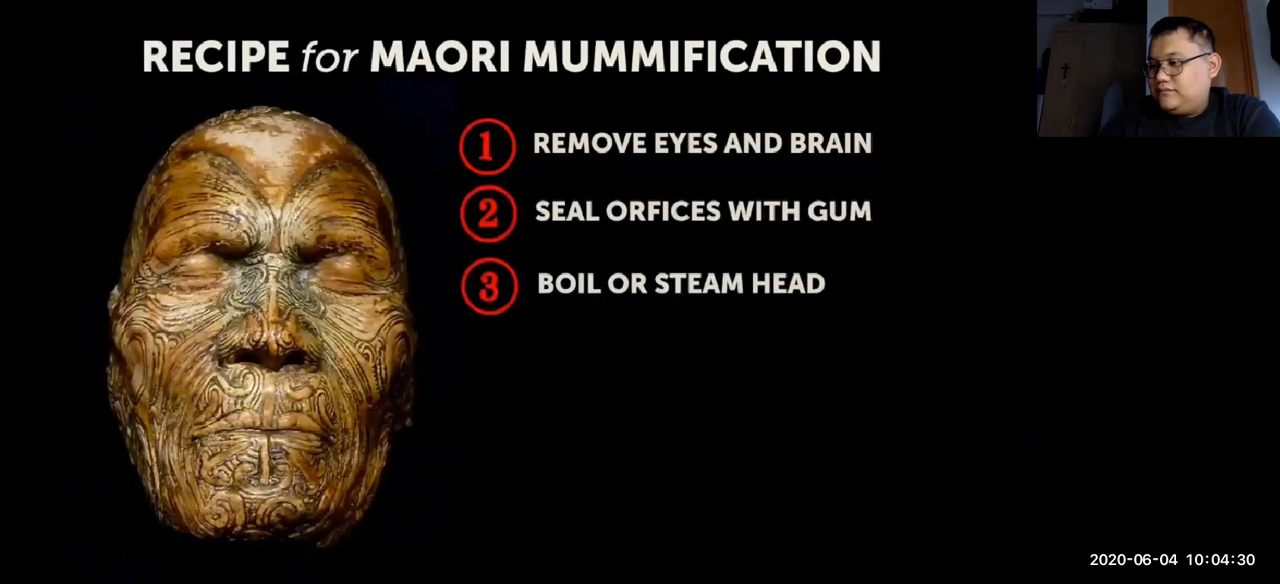 RECIPE for MAORI MUMMIFICATION
1 REMOVE EYES AND BRAIN
2 SEAL ORFICES WITH GUM
3 BOIL OR STEAM HEAD
2020-06-04 10:04:30